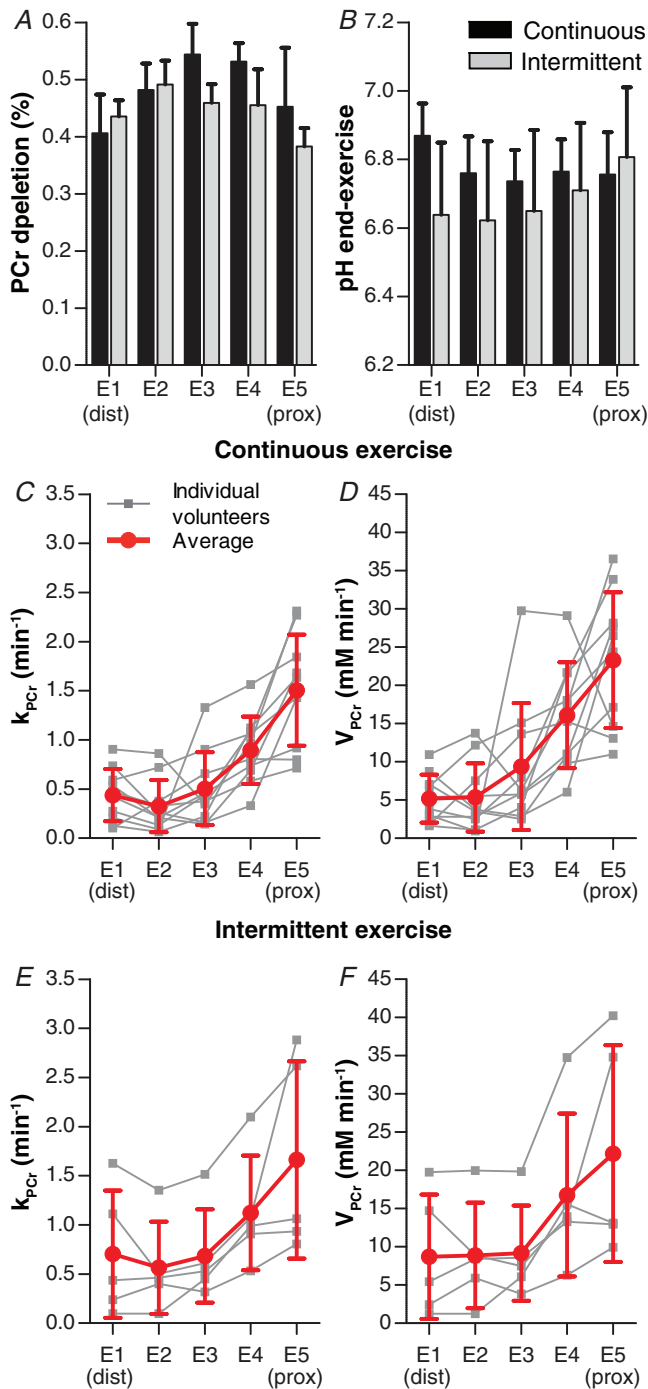 A
PCr dpeletion (%)
0.6
0.5
0.4
0.3
0.2
0.1
0.0
E1 E2 E3 E4 E5
(dist) (prox)
B
Continuous
Intermittent
pH end-exercise
7.2
7.0
6.8
6.6
6.4
6.2
E1 E2 E3 E4 E5
(dist) (prox)
Continuous exercise
C
Individual
volunteers
Average
kPCr (min-1)
3.5
3.0
2.5
2.0
1.5
1.0
0.5
0.0
E1 E2 E3 E4 E5
(dist) (prox)
D
VPCr (mM min-1)
45
40
35
30
25
20
15
10
5
0
E1 E2 E3 E4 E5
(dist) (prox)
Intermittent exercise
E
kPCr (min-1)
3.5
3.0
2.5
2.0
1.5
1.0
0.5
0.0
E1 E2 E3 E4 E5
(dist) (prox)
F
VPCr (mM min-1)
45
40
35
30
25
20
15
10
5
0
E1 E2 E3 E4 E5
(dist) (prox)